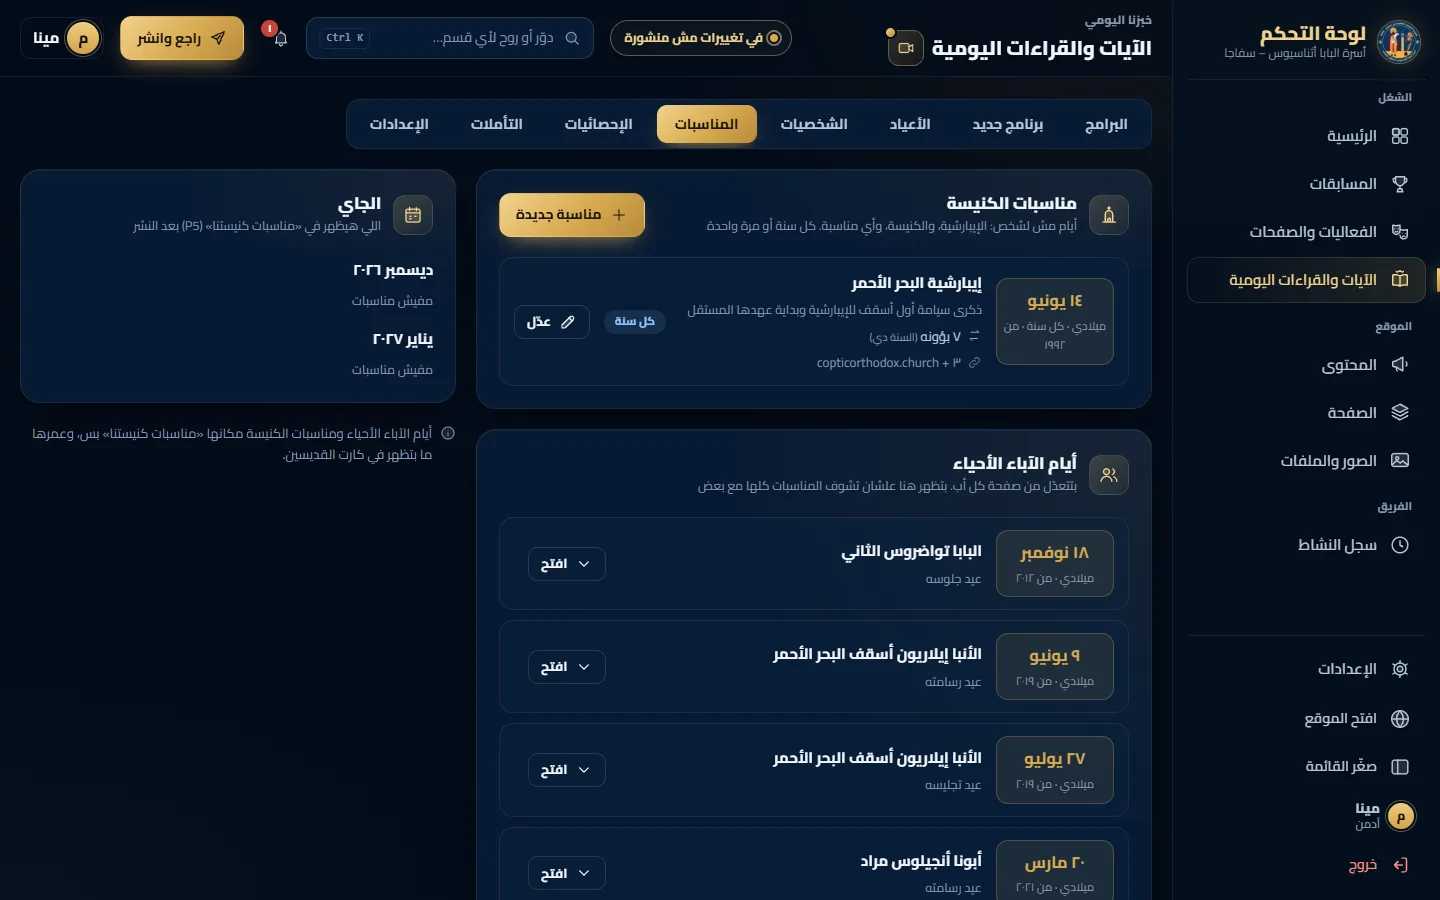 لوحة التحكم
أسرة البابا أثناسيوس – سفاجا
الشغل
الرئيسية
المسابقات
الفعاليات والصفحات
الآيات والقراءات اليومية
الموقع
المحتوى
الصفحة
الصور والملفات
الفريق
سجل النشاط
الإعدادات
افتح الموقع
صغّر القائمة
م
مينا
أدمن
خروج
خبزنا اليومي
الآيات والقراءات اليومية
في تغييرات مش منشورة
دوّر أو روح لأي قسم...
Ctrl K
١
راجع وانشر
م
مينا
البرامج
برنامج جديد
الأعياد
الشخصيات
المناسبات
الإحصائيات
التأملات
الإعدادات
مناسبات الكنيسة
أيام مش لشخص: الإيبارشية، والكنيسة، وأي مناسبة. كل سنة أو مرة واحدة
مناسبة جديدة
١٤ يونيو
ميلادي · كل سنة · من
١٩٩٢
إيبارشية البحر الأحمر
ذكرى سيامة أول أسقف للإيبارشية وبداية عهدها المستقل
٧ بؤونه (السنة دي)
copticorthodox.church + ٣
كل سنة
عدّل
أيام الآباء الأحياء
بتتعدّل من صفحة كل أب. بتظهر هنا علشان تشوف المناسبات كلها مع بعض
١٨ نوفمبر
ميلادي · من ٢٠١٢
البابا تواضروس الثاني
عيد جلوسه
افتح
٩ يونيو
ميلادي · من ٢٠١٩
الأنبا إيلاريون أسقف البحر الأحمر
عيد رسامته
افتح
٢٧ يوليو
ميلادي · من ٢٠١٩
الأنبا إيلاريون أسقف البحر الأحمر
عيد تجليسه
افتح
٢٠ مارس
ميلادي · من ٢٠٢١
أبونا أنجيلوس مراد
عيد رسامته
افتح
الجاي
اللي هيظهر في «مناسبات كنيستنا» (P5) بعد النشر
ديسمبر ٢٠٢٦
مفيش مناسبات
يناير ٢٠٢٧
مفيش مناسبات
أيام الآباء الأحياء ومناسبات الكنيسة مكانها «مناسبات كنيستنا» بس، وعمرها
ما بتظهر في كارت القديسين.